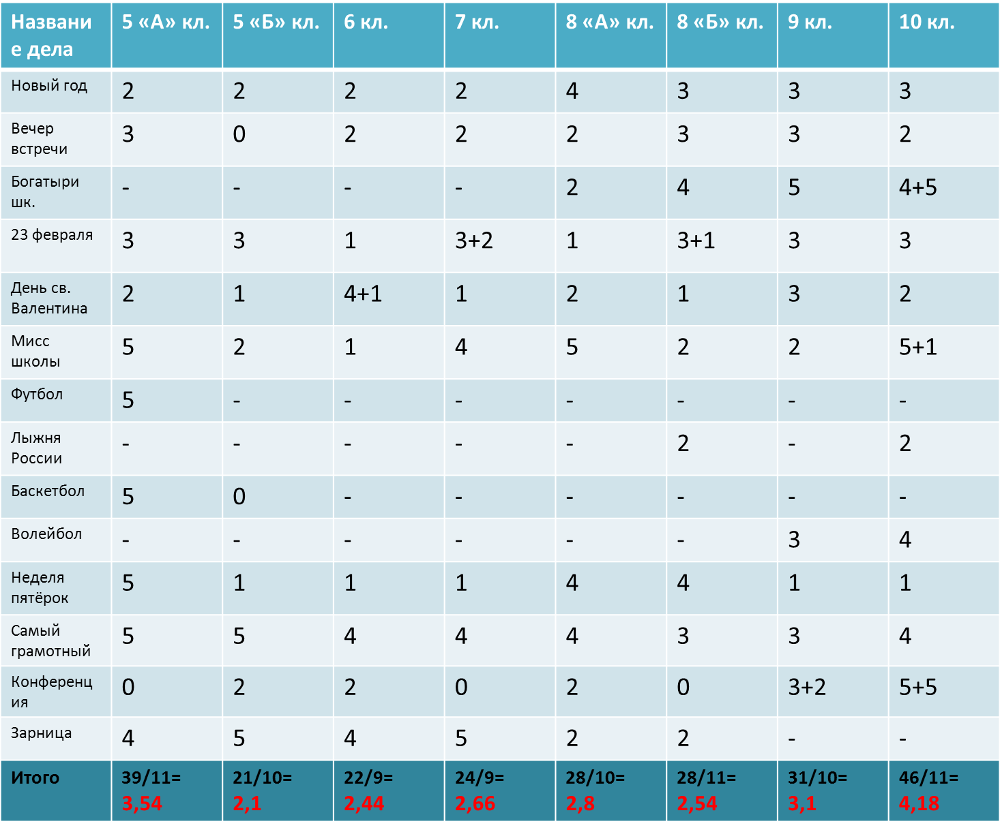 Названи
е дела
5 «А» кл. 5 «Б» кл. 6 кл. 7 кл. 8 «А» кл. 8 «Б» кл. 9 кл. 10 кл.
Новый год 2 2 2 2 4 3 3 3
Вечер
встречи
3 0 2 2 2 3 3 2
Богатыри
шк.
- - - - 2 4 5 4+5
23 февраля 3 3 1 3+2 1 3+1 3 3
День св.
Валентина
2 1 4+1 1 2 1 3 2
Мисс
школы
5 2 1 4 5 2 2 5+1
Футбол 5 - - - - - - -
Лыжня
России
- - - - - 2 - 2
Баскетбол 5 0 - - - - - -
Волейбол - - - - - - 3 4
Неделя
пятёрок
5 1 1 1 4 4 1 1
Самый
грамотный
5 5 4 4 4 3 3 4
Конференц
ия
0 2 2 0 2 0 3+2 5+5
Зарница 4 5 4 5 2 2 - -
Итого 39/11= 21/10= 22/9= 24/9= 28/10= 28/11= 31/10= 46/11=
3,54 2,1 2,44 2,66 2,8 2,54 3,1 4,18